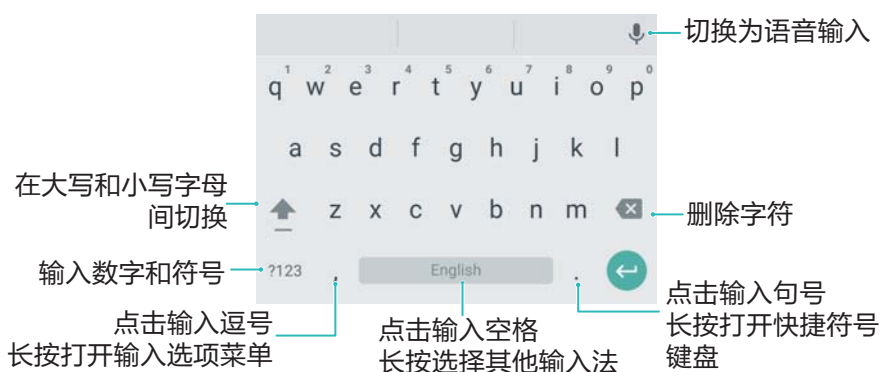 切换为语音输入
1 2 3 4 5 6 7 8 9 0
q w e r t y u i o p
a s d f g h j k l
在大写和小写字母
间切换
z x c v b n m
删除字符
输入数字和符号
?123 , English .
点击输入逗号
长按打开输入选项菜单
点击输入空格
长按选择其他输入法
点击输入句号
长按打开快捷符号
键盘